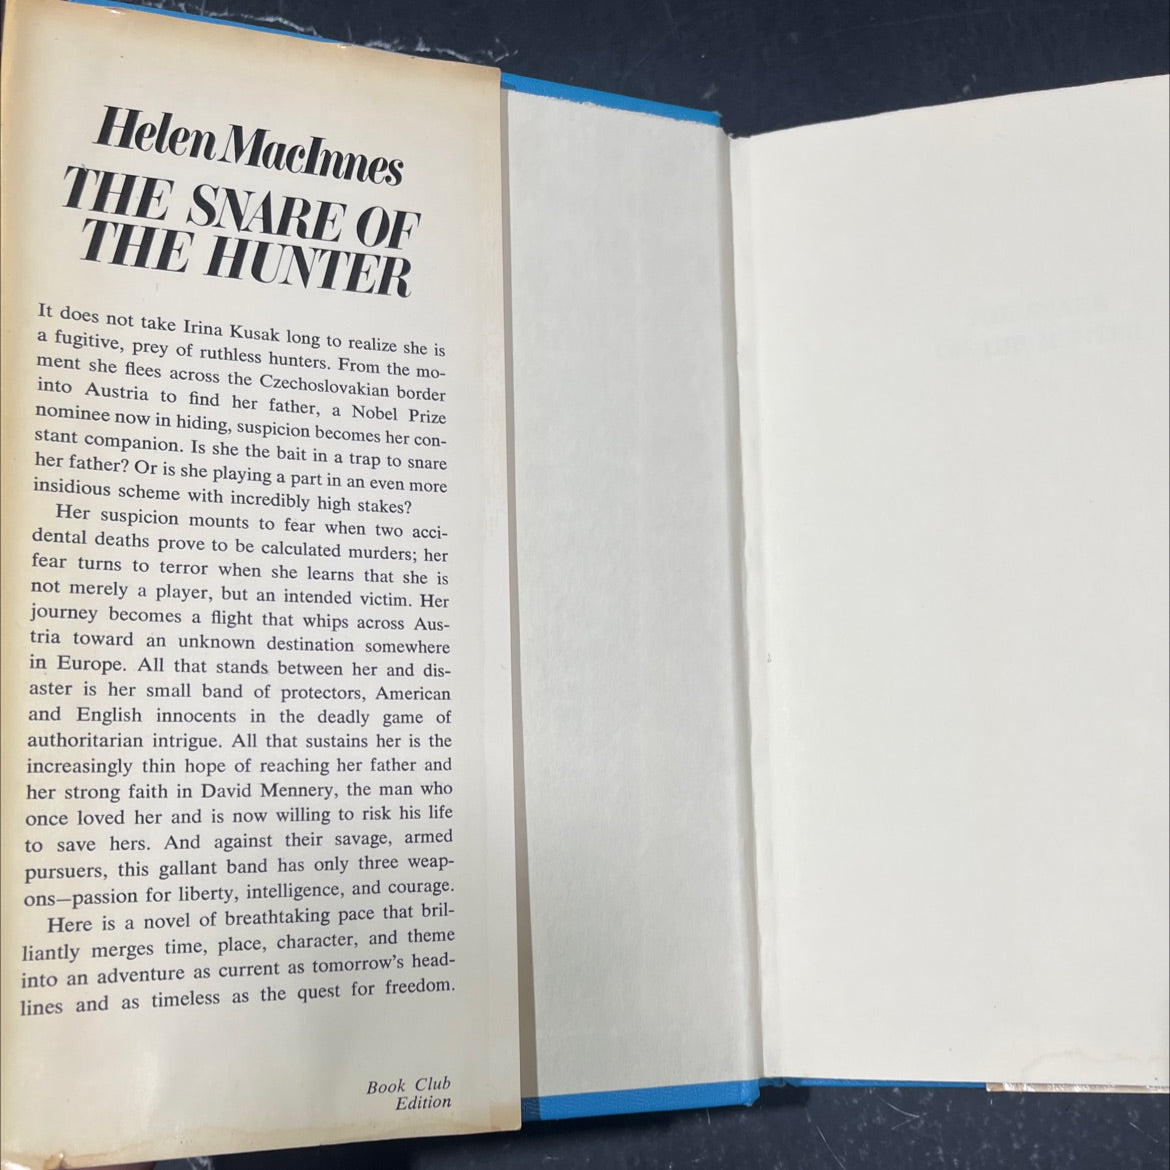 Helen MacInnes
THE SNARE OF
THE HUNTER
It does not take Irina Kusak long to realize she is
a fugitive, prey of ruthless hunters. From the mo-
ment she flees across the Czechoslovakian border
into Austria to find her father, a Nobel Prize
nominee now in hiding, suspicion becomes her con-
stant companion. Is she the bait in a trap to snare
her father? Or is she playing a part in an even more
insidious scheme with incredibly high stakes?
Her suspicion mounts to fear when two acci-
dental deaths prove to be calculated murders; her
fear turns to terror when she learns that she is
not merely a player, but an intended victim. Her
journey becomes a flight that whips across Aus-
tria toward an unknown destination somewhere
in Europe. All that stands between her and dis-
aster is her small band of protectors, American
and English innocents in the deadly game of
authoritarian intrigue. All that sustains her is the
increasingly thin hope of reaching her father and
her strong faith in David Mennery, the man who
once loved her and is now willing to risk his life
to save hers. And against their savage, armed
pursuers, this gallant band has only three weap-
ons—passion for liberty, intelligence, and courage.
Here is a novel of breathtaking pace that bril-
liantly merges time, place, character, and theme
into an adventure as current as tomorrow's head-
lines and as timeless as the quest for freedom.
Book Club
Edition